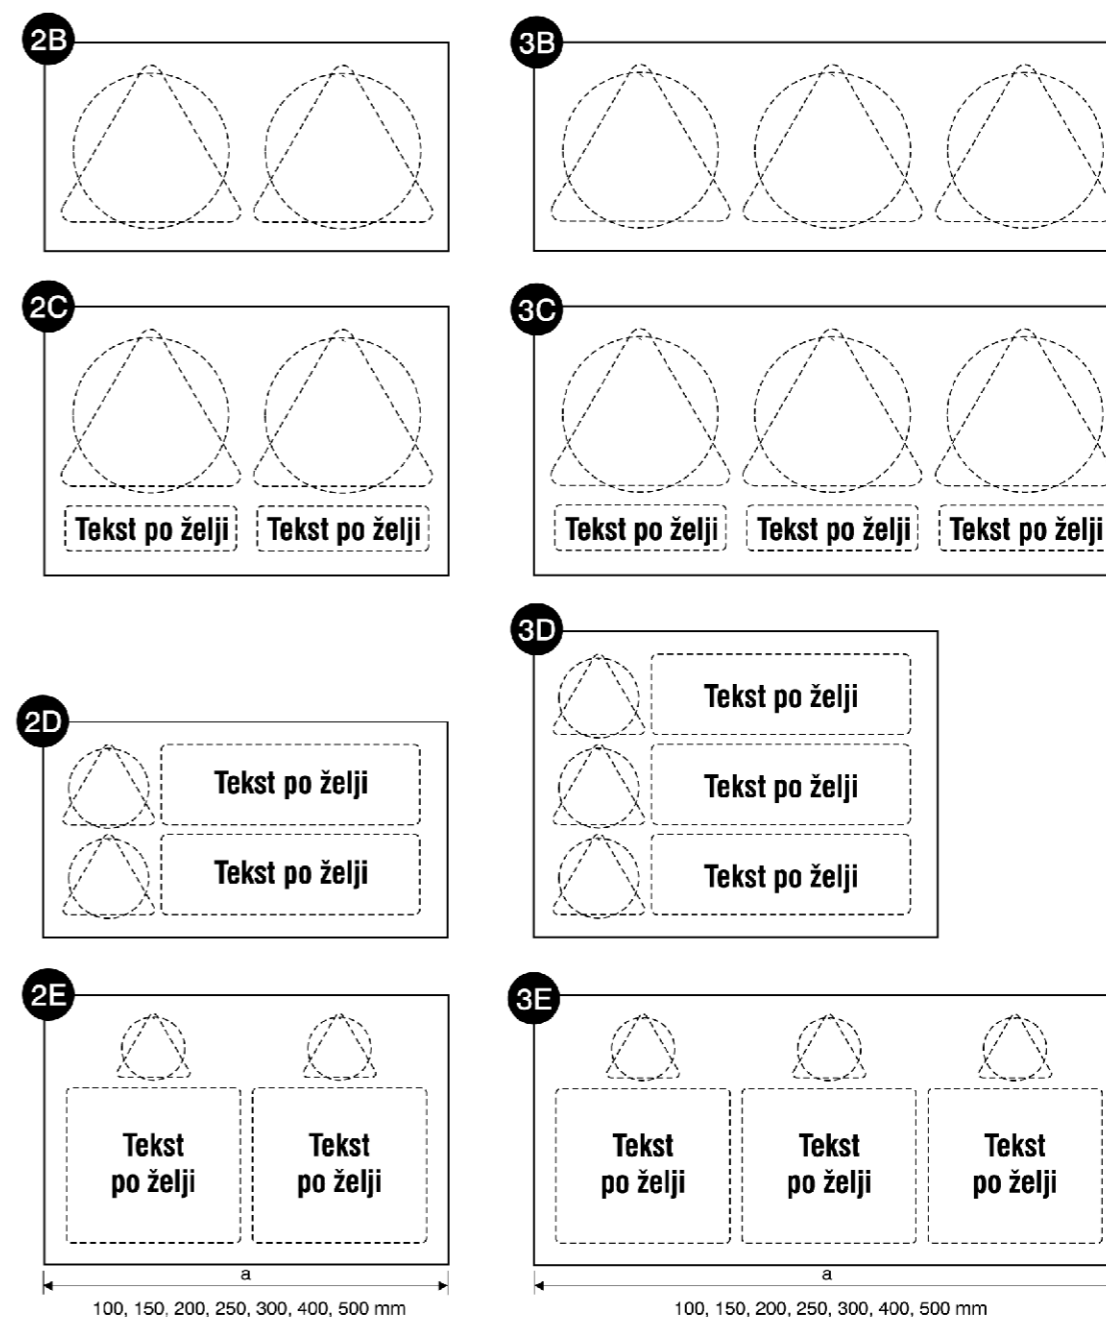 2B
3B
2C
3C
Tekst po želji Tekst po želji
Tekst po želji Tekst po želji Tekst po želji
3D
Tekst po želji
Tekst po želji
Tekst po želji
2D
Tekst po želji
Tekst po želji
2E
3E
Tekst
po želji
Tekst
po želji
Tekst
po želji
Tekst
po želji
Tekst
po želji
a
100, 150, 200, 250, 300, 400, 500 mm
a
100, 150, 200, 250, 300, 400, 500 mm